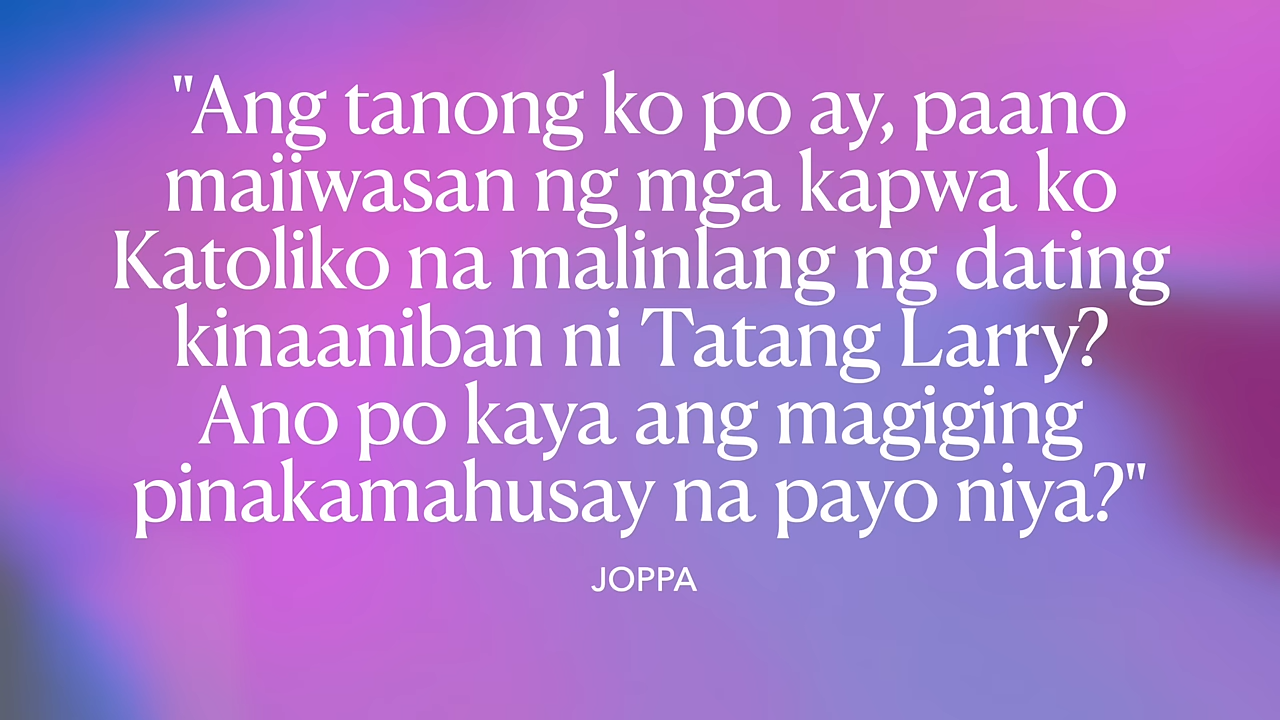 "Ang tanong ko po ay, paano
maiiwasan ng mga kapwa ko
Katoliko na malinlang ng dating
kinaaniban ni Tatang Larry?
Ano po kaya ang magiging
pinakamahusay na payo niya?"
JOPPA